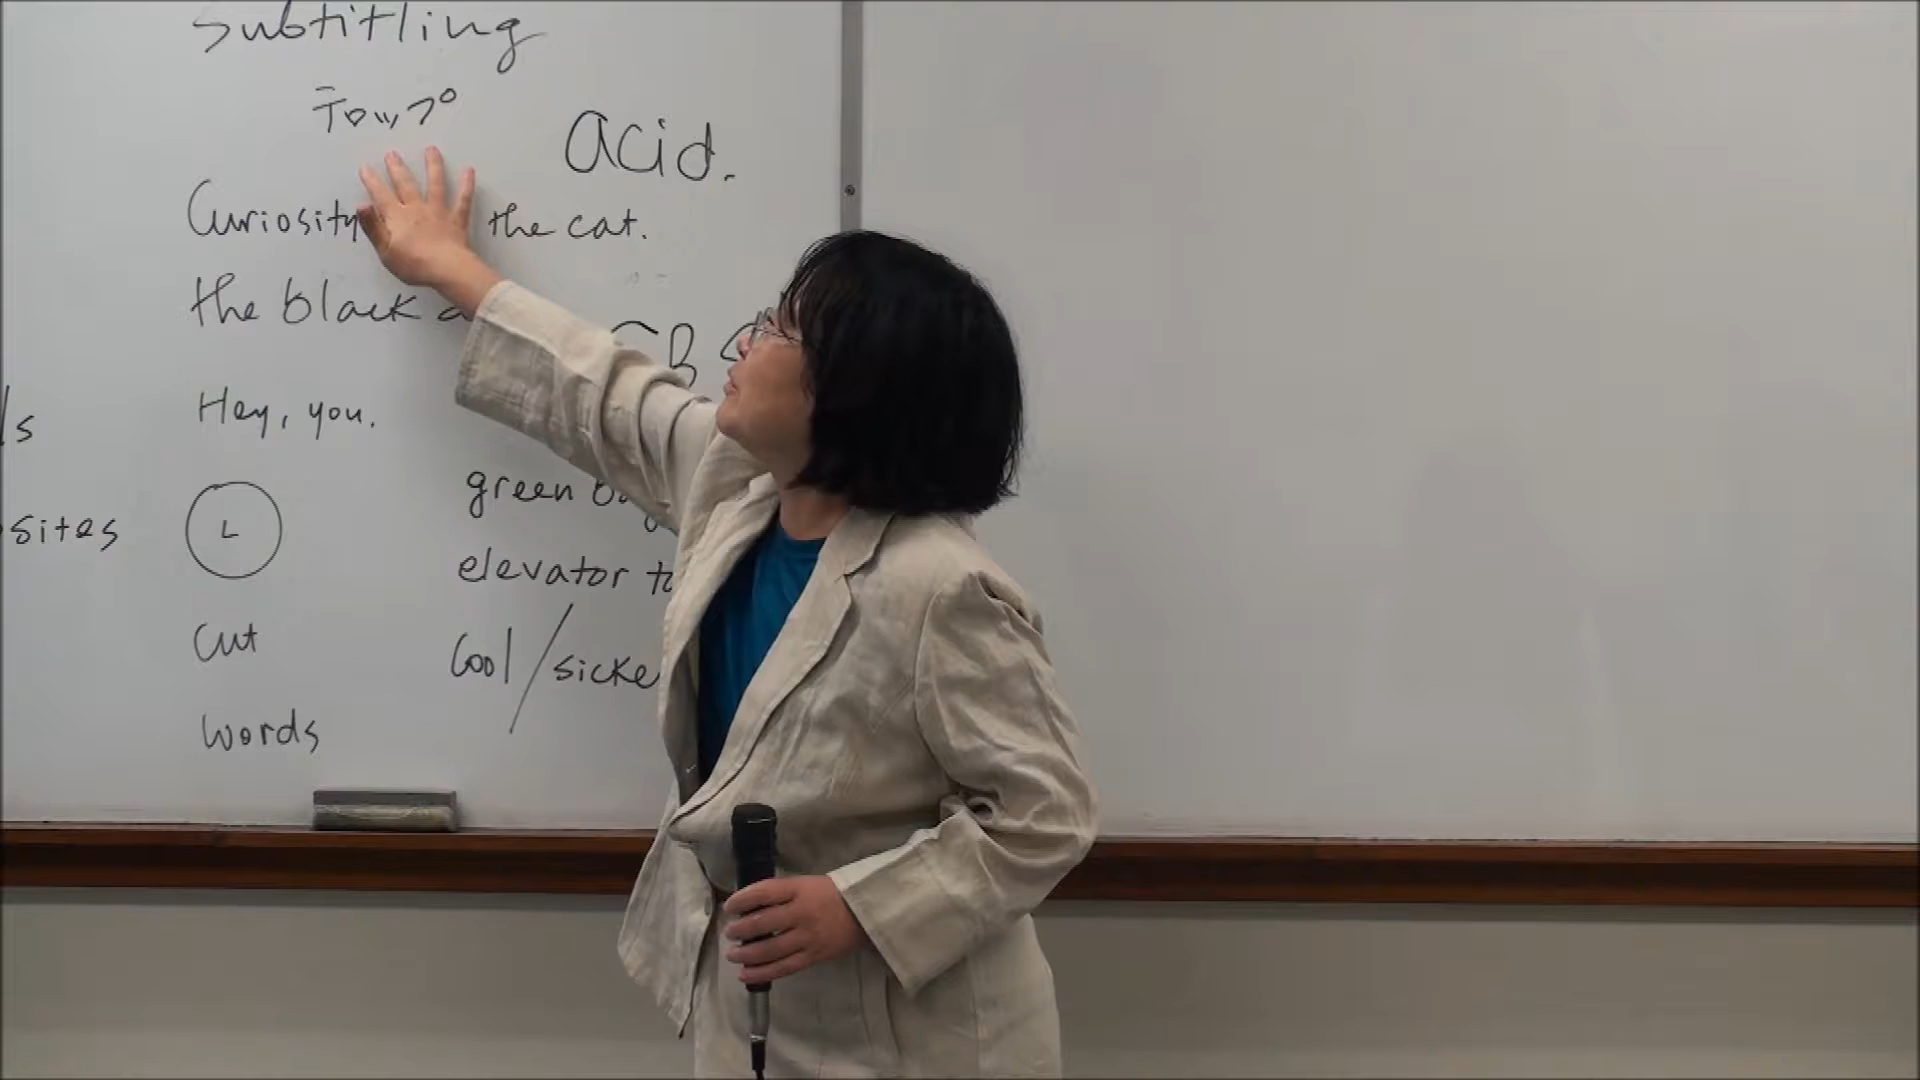 Subtitling
テロップ
acid.
Curiosity the cat.
the black
B
Hey, you.
green
sites
L
elevator
cut
Cool/sicke
words